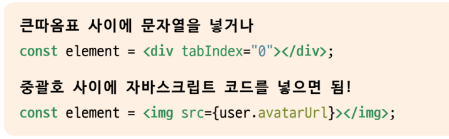 큰따옴표 사이에 문자열을 넣거나
const element = <div tabIndex="0"></div>;
중괄호 사이에 자바스크립트 코드를 넣으면 됨!
const element = <img src={user.avatarUrl}></img>;